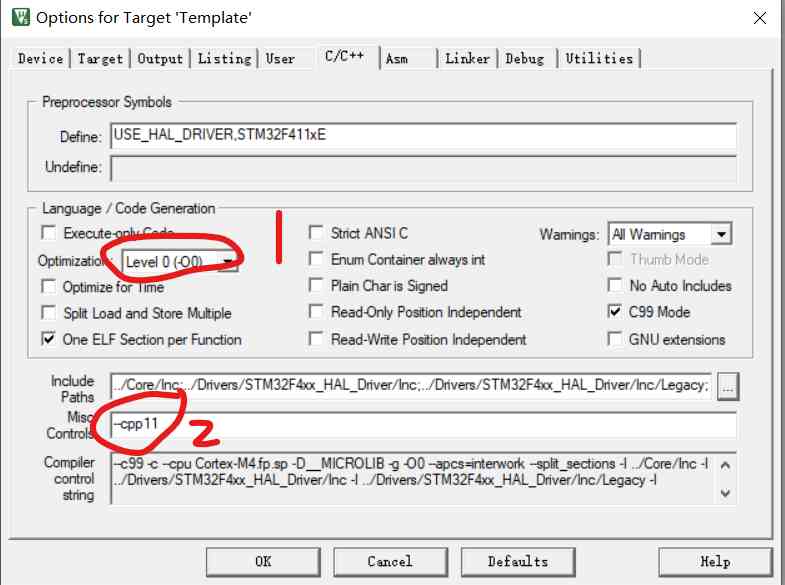 Options for Target 'Template'
Device Target Output Listing User C/C++ Asm Linker Debug Utilities
Preprocessor Symbols
Define: USE_HAL_DRIVER,STM32F411xE
Undefine:
Language / Code Generation
Execute-only Code
Strict ANSI C
Warnings: All Warnings
Optimization: Level 0 (-O0)
Enum Container always int
Thumb Mode
Optimize for Time
Plain Char is Signed
No Auto Includes
Split Load and Store Multiple
Read-Only Position Independent
C99 Mode
One ELF Section per Function
Read-Write Position Independent
GNU extensions
1
Include Paths
../Core/Inc;../Drivers/STM32F4xx_HAL_Driver/Inc;../Drivers/STM32F4xx_HAL_Driver/Inc/Legacy;
...
Misc Controls
--cpp11
2
Compiler control string
--c99 -c --cpu Cortex-M4.fp.sp -D__MICROLIB -g -O0 --apcs=interwork --split_sections -I ../Core/Inc -I
../Drivers/STM32F4xx_HAL_Driver/Inc -I ../Drivers/STM32F4xx_HAL_Driver/Inc/Legacy -I
OK Cancel Defaults Help